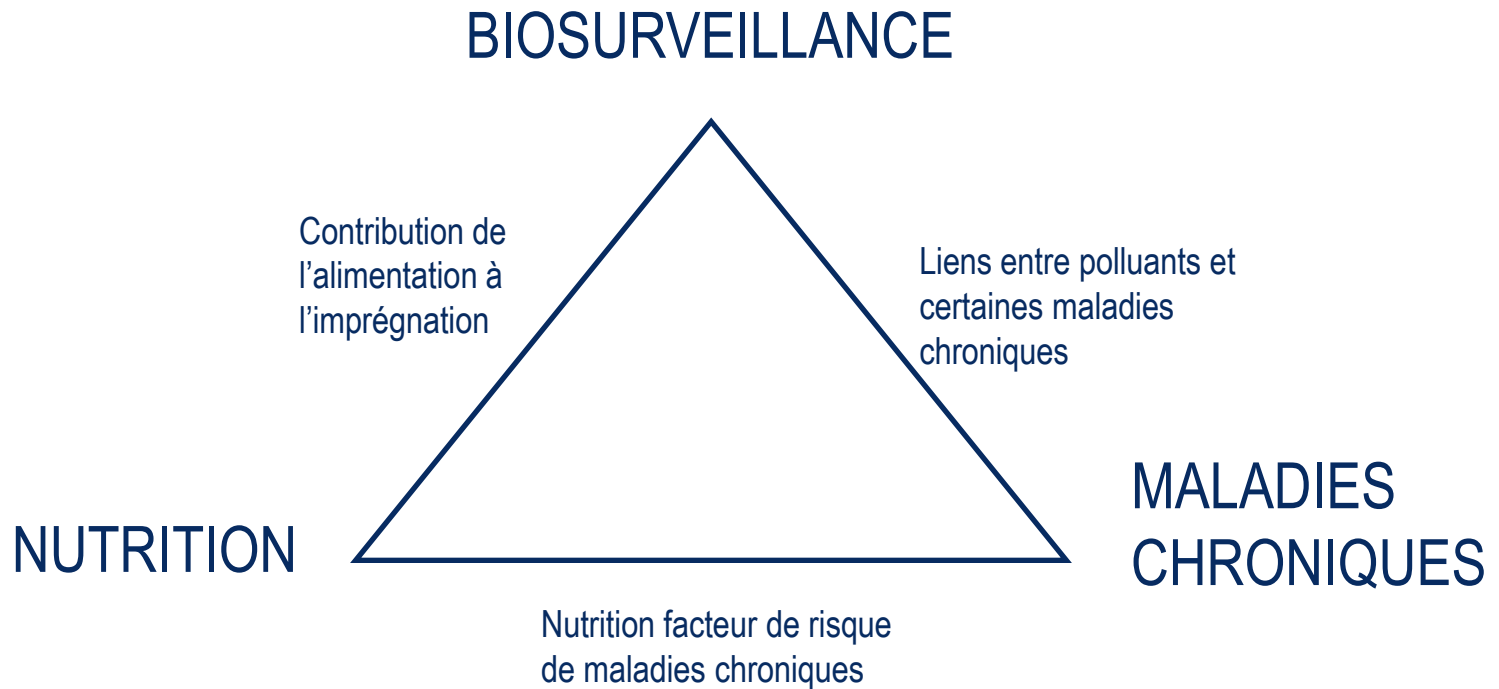 BIOSURVEILLANCE
Contribution de
l’alimentation à
l’imprégnation
Liens entre polluants et
certaines maladies
chroniques
NUTRITION
MALADIES
CHRONIQUES
Nutrition facteur de risque
de maladies chroniques